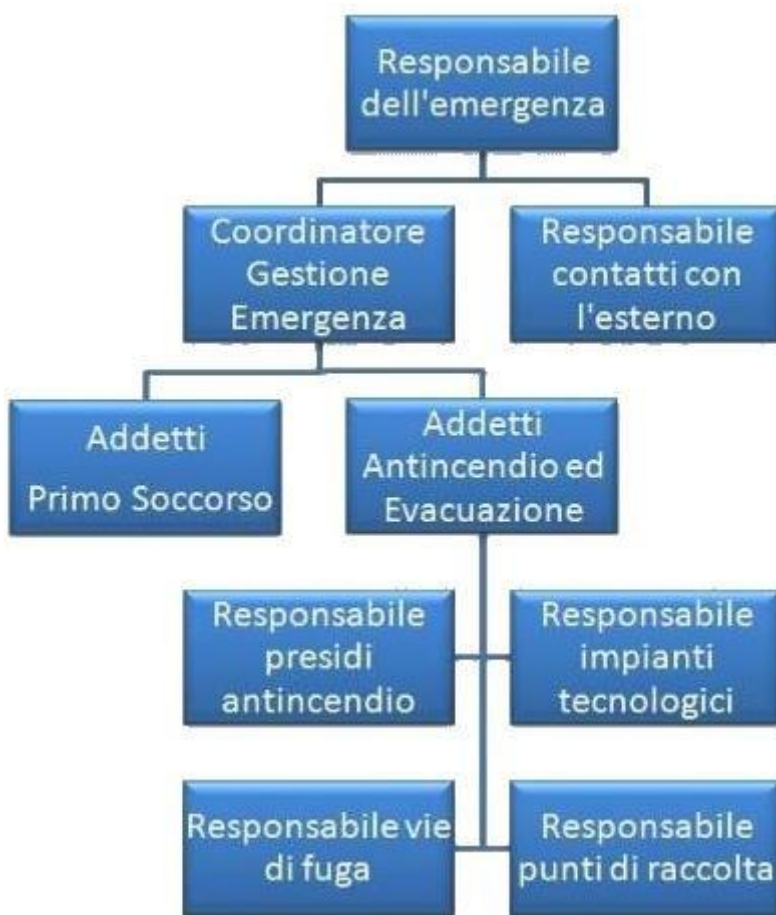 Responsabile
dell'emergenza
Coordinatore
Gestione
Emergenza
Responsabile
contatti con
l'esterno
Addetti
Primo Soccorso
Addetti
Antincendio ed
Evacuazione
Responsabile
presidi
antincendio
Responsabile
impianti
tecnologici
Responsabile vie
di fuga
Responsabile
punti di raccolta